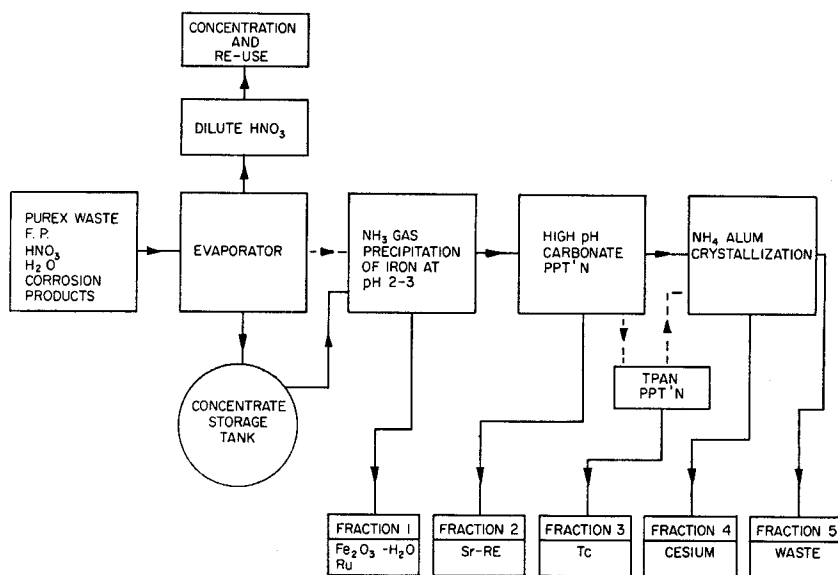 CONCENTRATION
AND
RE-USE
DILUTE HNO₃
PUREX WASTE
F. P.
HNO₃
H₂O
CORROSION
PRODUCTS
EVAPORATOR
NH₃ GAS
PRECIPITATION
OF IRON AT
pH 2-3
HIGH pH
CARBONATE
PPT'N
NH₄ ALUM
CRYSTALLIZATION
CONCENTRATE
STORAGE
TANK
TPAN
PPT'N
FRACTION 1
Fe₂O₃ -H₂O
Ru
FRACTION 2
Sr-RE
FRACTION 3
Tc
FRACTION 4
CESIUM
FRACTION 5
WASTE